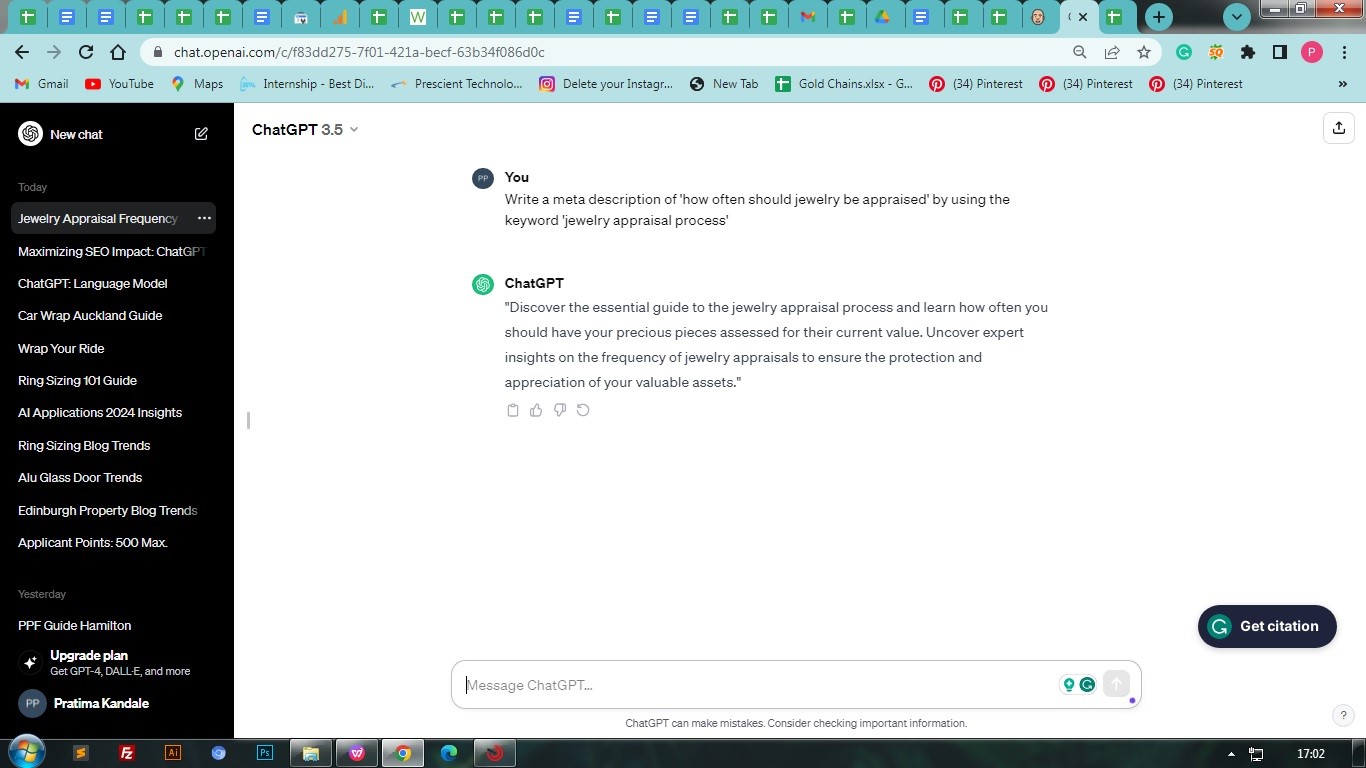 chat.openai.com/c/f83dd275-7f01-421a-becf-63b34f086d0c
Gmail YouTube Maps Internship - Best Di... Prescient Technolo... Delete your Instagr... New Tab Gold Chains.xlsx - G... (34) Pinterest (34) Pinterest (34) Pinterest »
New chat
ChatGPT 3.5
Today
Jewelry Appraisal Frequency
Maximizing SEO Impact: ChatGPT
ChatGPT: Language Model
Car Wrap Auckland Guide
Wrap Your Ride
Ring Sizing 101 Guide
AI Applications 2024 Insights
Ring Sizing Blog Trends
Alu Glass Door Trends
Edinburgh Property Blog Trends
Applicant Points: 500 Max.
Yesterday
PPF Guide Hamilton
Upgrade plan
Get GPT-4, DALL·E, and more
PP Pratima Kandale
PP You
Write a meta description of 'how often should jewelry be appraised' by using the
keyword 'jewelry appraisal process'
ChatGPT
"Discover the essential guide to the jewelry appraisal process and learn how often you
should have your precious pieces assessed for their current value. Uncover expert
insights on the frequency of jewelry appraisals to ensure the protection and
appreciation of your valuable assets."
Get citation
Message ChatGPT...
ChatGPT can make mistakes. Consider checking important information.
?
17:02